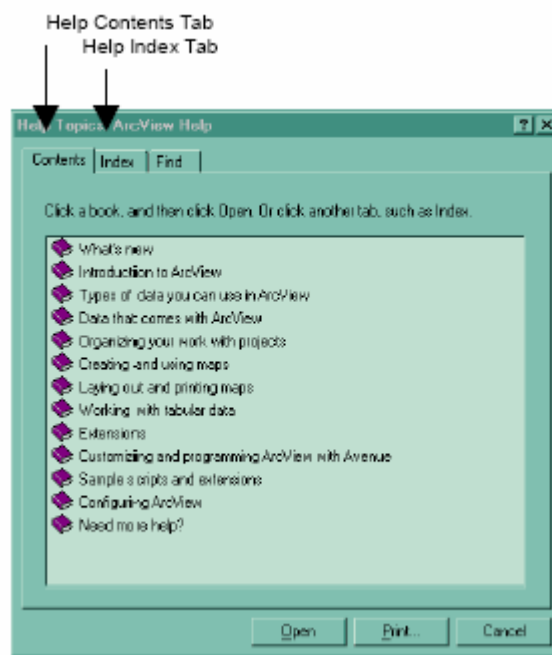 Help Contents Tab
Help Index Tab
Help Topics: ArcView Help
Contents Index Find
Click a book, and then click Open. Or click another tab, such as Index.
What's new
Introduction to ArcView
Types of data you can use in ArcView
Data that comes with ArcView
Organizing your work with projects
Creating and using maps
Laying out and printing maps
Working with tabular data
Extensions
Customizing and programming ArcView with Avenue
Sample scripts and extensions
Configuring ArcView
Need more help?
Open Print... Cancel